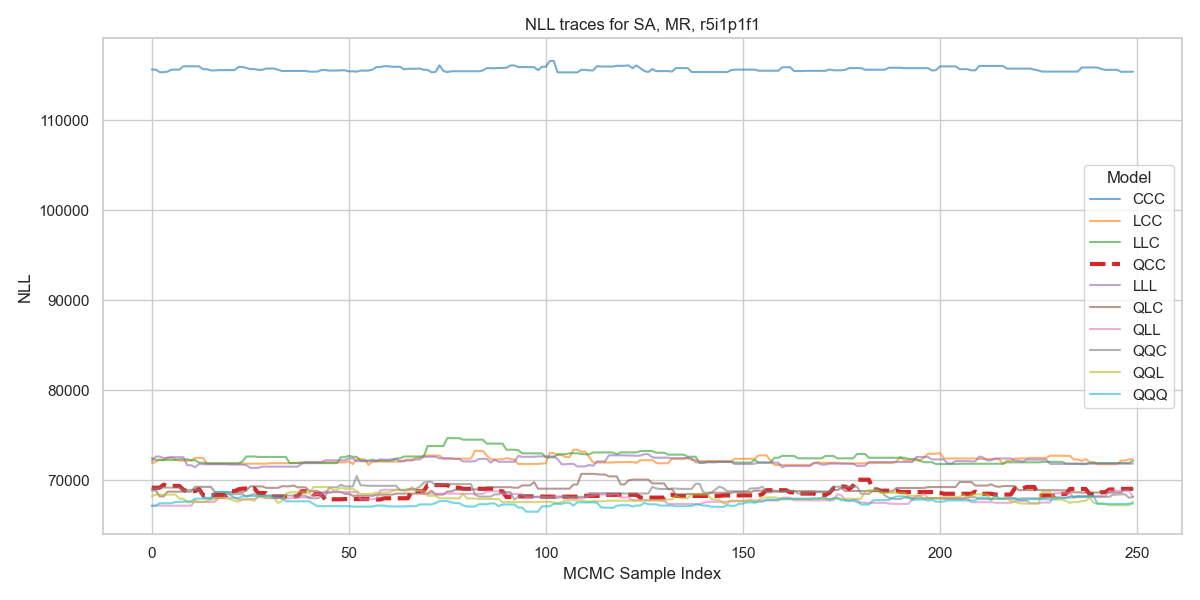 NLL traces for SA, MR, r5i1p1f1
NLL
110000
100000
90000
80000
70000
0
50
100
150
200
250
MCMC Sample Index
Model
CCC
LCC
LLC
QCC
LLL
QLC
QLL
QQC
QQL
QQQ